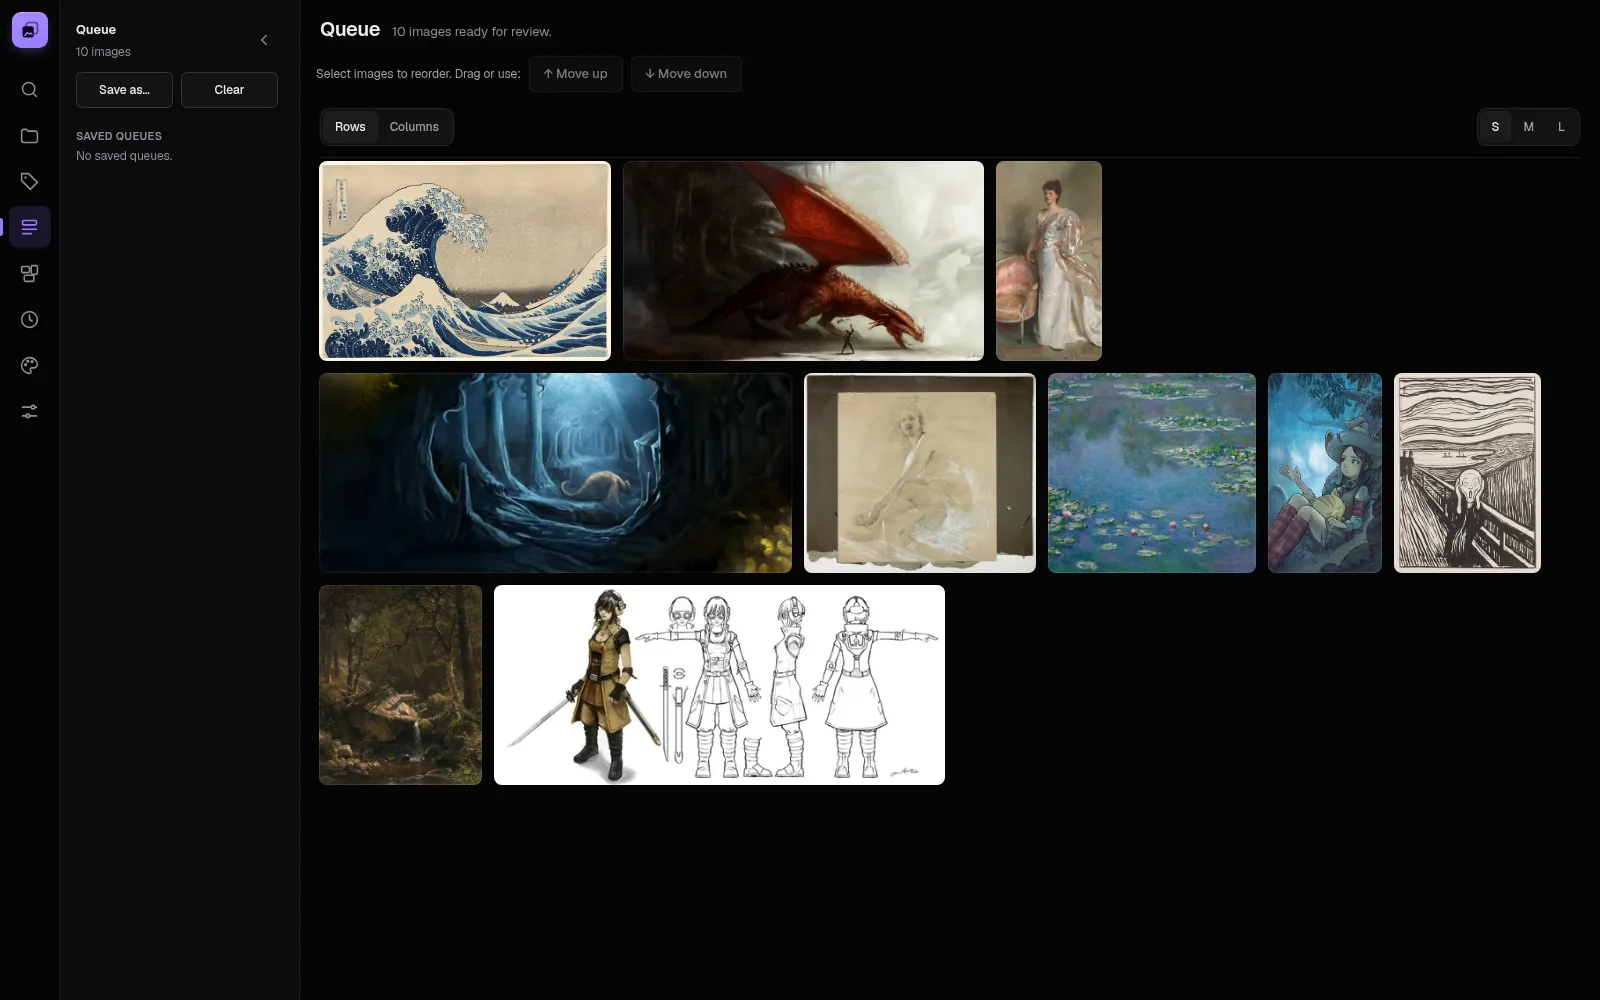 Queue
10 images
Save as...
Clear
SAVED QUEUES
No saved queues.
Queue 10 images ready for review.
Select images to reorder. Drag or use: ↑ Move up ↓ Move down
Rows Columns
S M L